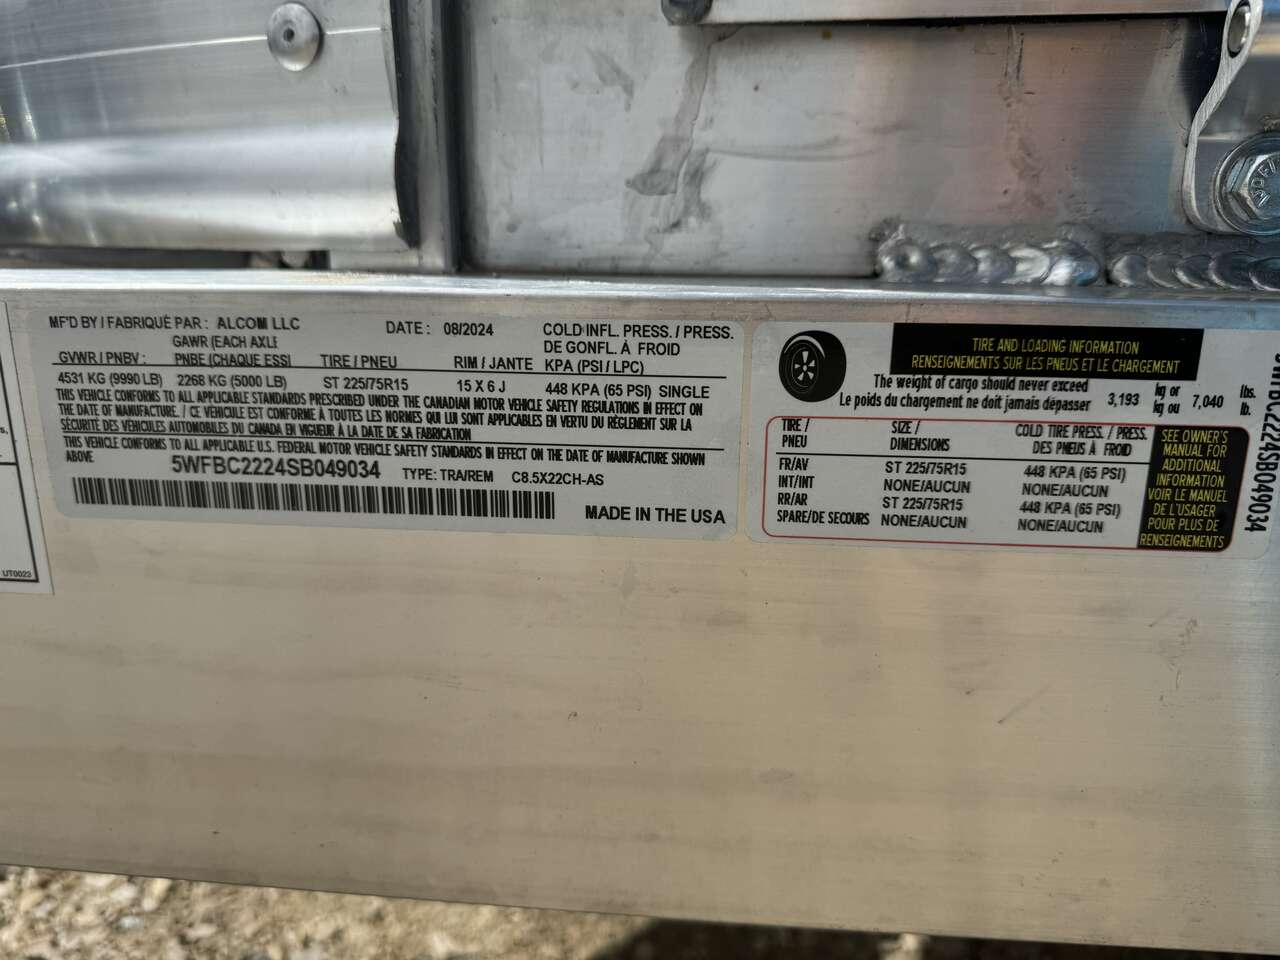 MF'D BY / FABRIQUÉ PAR : ALCOM LLC
DATE : 08/2024
COLD INFL. PRESS. / PRESS.
DE GONFL. À FROID
GAWR (EACH AXLE
GVWR / PNBV : PNBE (CHAQUE ESSI TIRE / PNEU RIM / JANTE KPA (PSI / LPC)
4531 KG (9990 LB) 2268 KG (5000 LB) ST 225/75R15 15 X 6 J 448 KPA (65 PSI) SINGLE
THIS VEHICLE CONFORMS TO ALL APPLICABLE STANDARDS PRESCRIBED UNDER THE CANADIAN MOTOR VEHICLE SAFETY REGULATIONS IN EFFECT ON
THE DATE OF MANUFACTURE. / CE VÉHICULE EST CONFORME À TOUTES LES NORMES QUI LUI SONT APPLICABLES EN VERTU DU RÈGLEMENT SUR LA
SÉCURITÉ DES VÉHICULES AUTOMOBILES DU CANADA EN VIGUEUR À LA DATE DE SA FABRICATION
THIS VEHICLE CONFORMS TO ALL APPLICABLE U.S. FEDERAL MOTOR VEHICLE SAFETY STANDARDS IN EFFECT ON THE DATE OF MANUFACTURE SHOWN
ABOVE
5WFBC2224SB049034 TYPE: TRA/REM C8.5X22CH-AS
MADE IN THE USA
TIRE AND LOADING INFORMATION
RENSEIGNEMENTS SUR LES PNEUS ET LE CHARGEMENT
The weight of cargo should never exceed
Le poids du chargement ne doit jamais dépasser
3,193 kg or
kg ou
7,040 lbs.
lb.
TIRE / SIZE / COLD TIRE PRESS. / PRESS.
PNEU DIMENSIONS DES PNEUS À FROID
FR/AV ST 225/75R15 448 KPA (65 PSI)
INT/INT NONE/AUCUN NONE/AUCUN
RR/AR ST 225/75R15 448 KPA (65 PSI)
SPARE/DE SECOURS NONE/AUCUN NONE/AUCUN
SEE OWNER'S
MANUAL FOR
ADDITIONAL
INFORMATION
VOIR LE MANUEL
DE L'USAGER
POUR PLUS DE
RENSEIGNEMENTS
5WFBC2224SB049034
UT0023